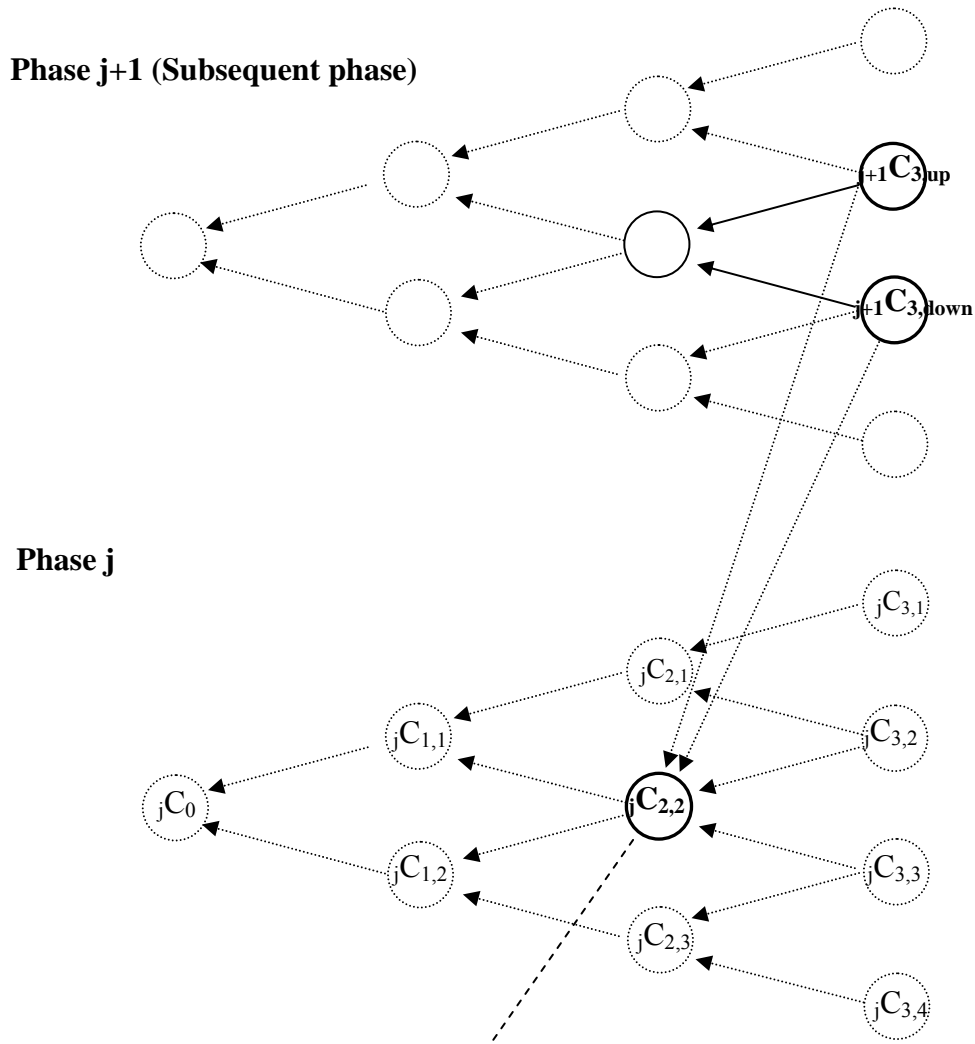 Phase j+1 (Subsequent phase)
j+1C3,up
j+1C3,down
Phase j
jC3,1
jC2,1
jC1,1
jC3,2
jC0
jC2,2
jC1,2
jC3,3
jC2,3
jC3,4